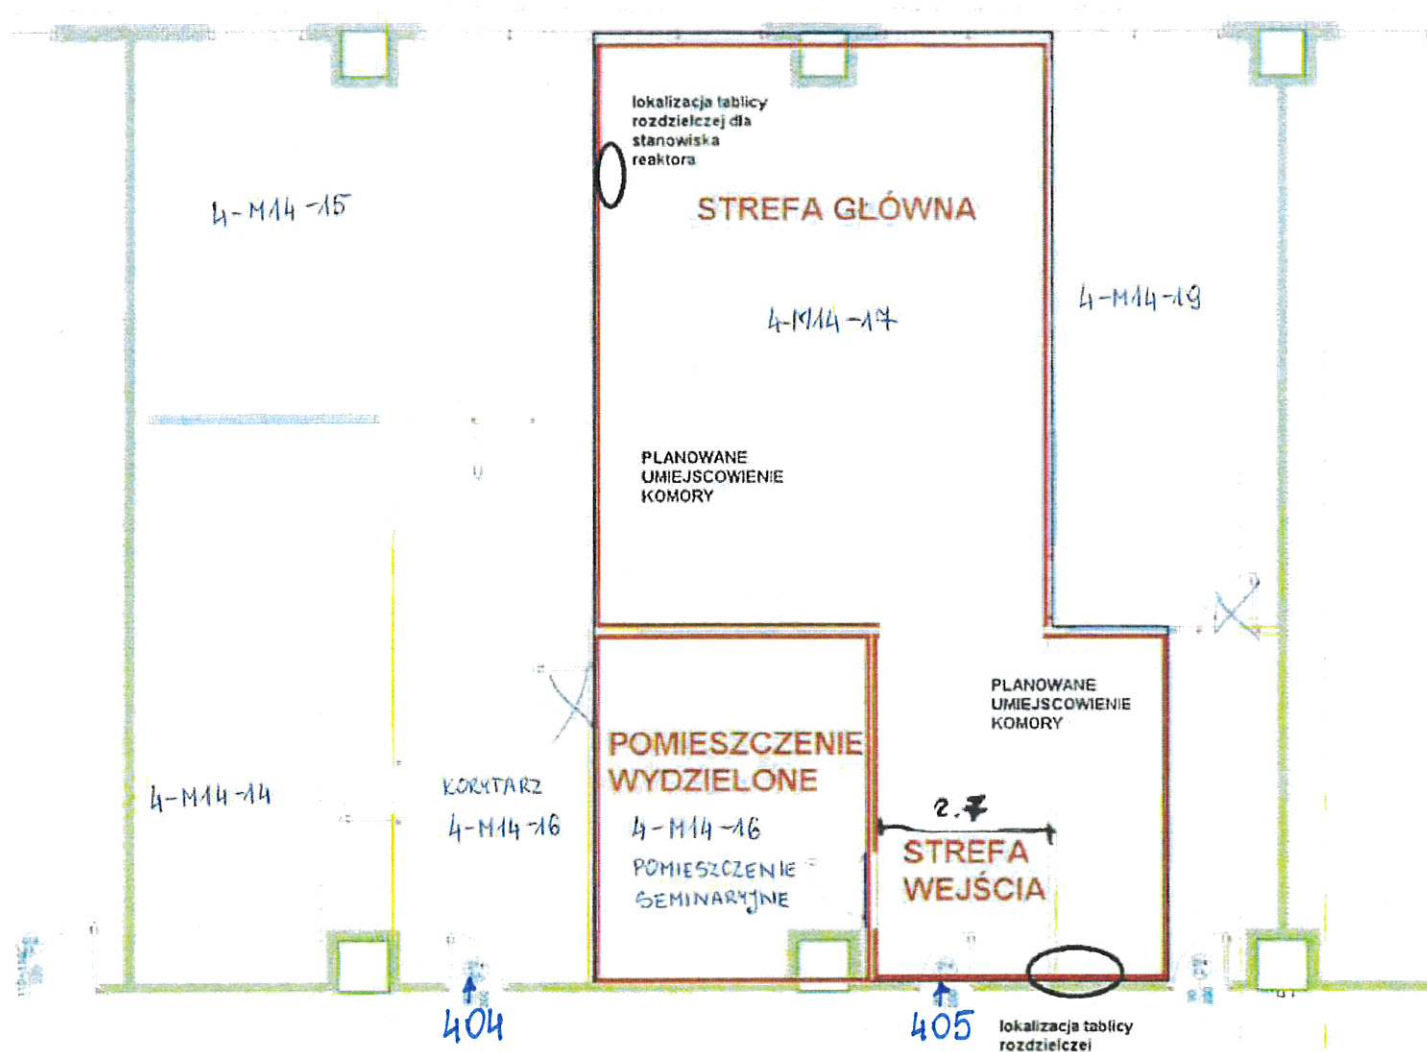 lokalizacja tablicy
rozdzielczej dla
stanowiska
reaktora
4-M14-15
STREFA GŁÓWNA
4-M14-17
4-M14-19
PLANOWANE
UMIEJSCOWIENIE
KOMORY
PLANOWANE
UMIEJSCOWIENIE
KOMORY
POMIESZCZENIE
WYDZIELONE
4-M14-14
KORYTARZ
4-M14-16
4-M14-16
POMIESZCZENIE
SEMINARYJNE
2.7
STREFA
WEJŚCIA
404
405
lokalizacja tablicy
rozdzielczej